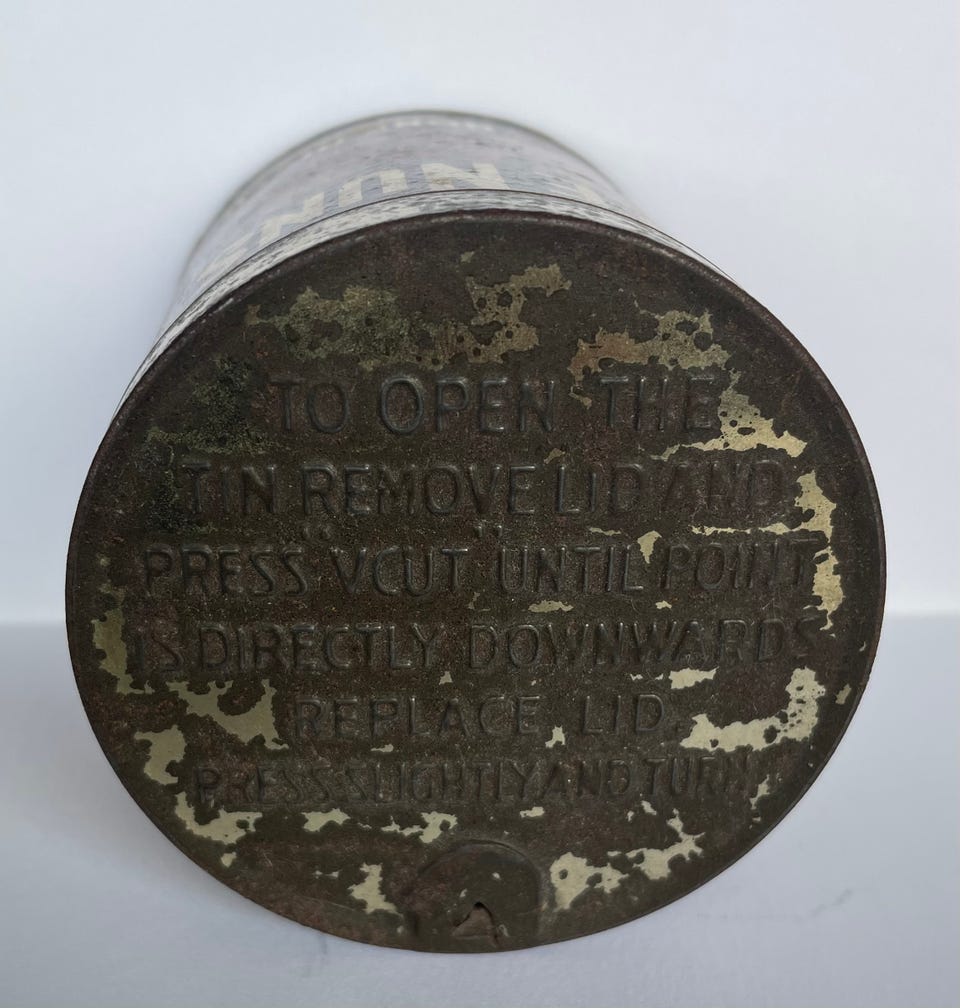 TO OPEN THE
TIN REMOVE LID AND
PRESS "VCUT" UNTIL POINT
IS DIRECTLY DOWNWARDS
REPLACE LID.
PRESS SLIGHTLY AND TURN